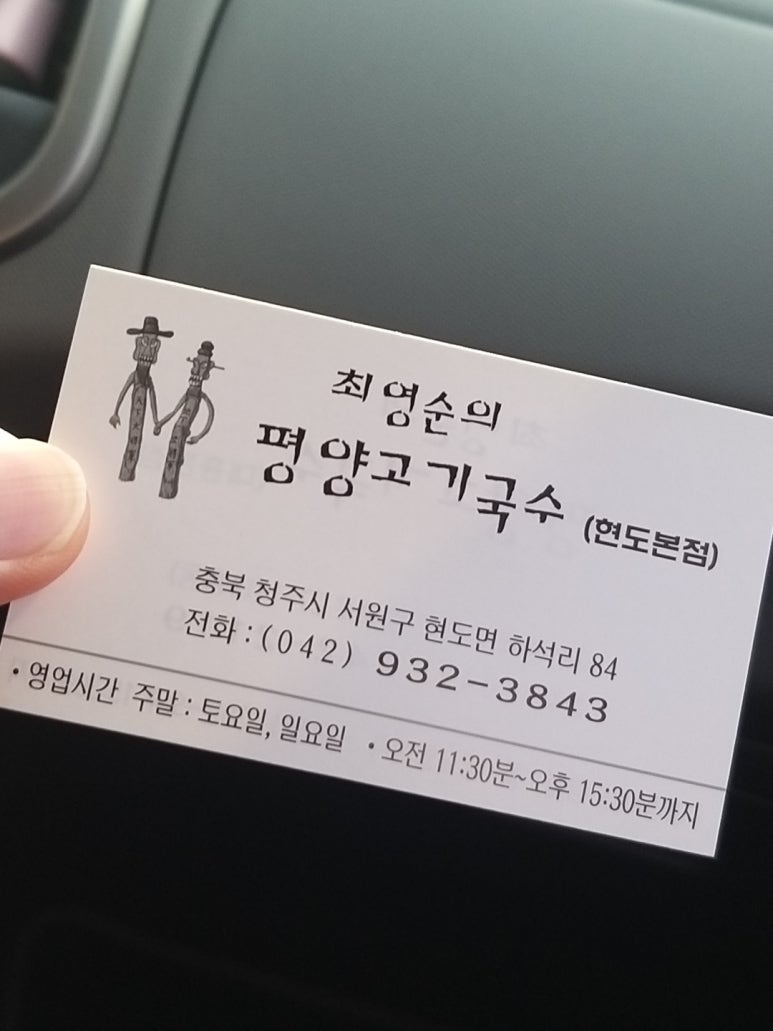 최영순의
평양고기국수 (현도본점)
충북 청주시 서원구 현도면 하석리 84
전화 : (042) 932-3843
· 영업시간 주말 : 토요일, 일요일 · 오전 11:30분~오후 15:30분까지